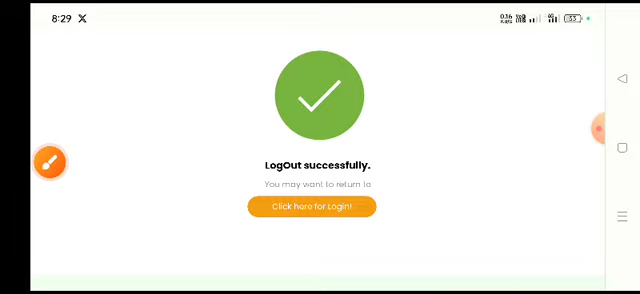 8:29
LogOut successfully.
You may want to return to
Click here for Login!